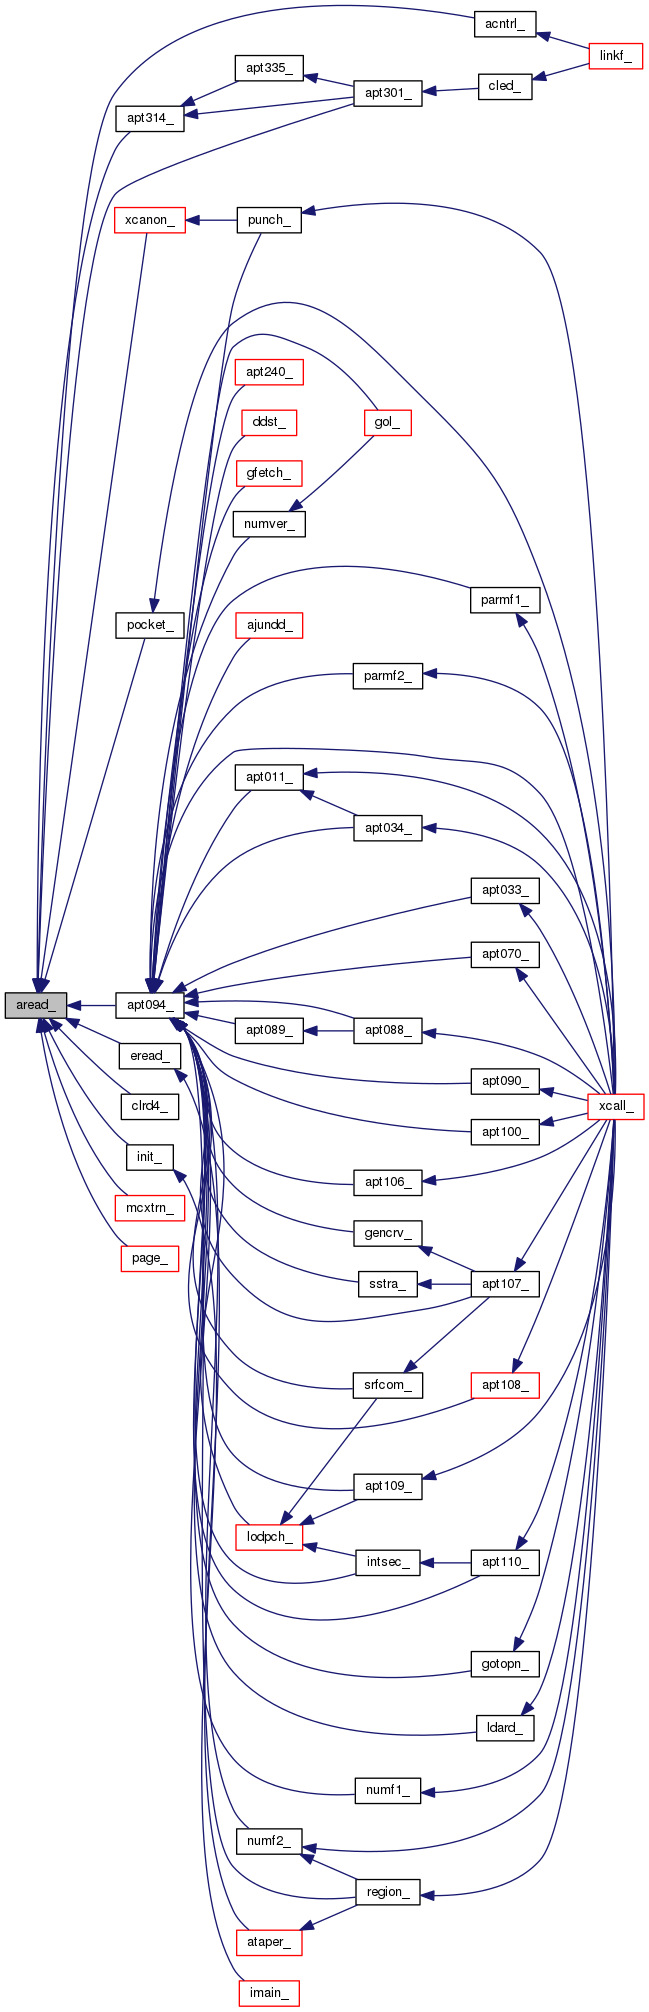 acntrl_
linkf_
apt335_
cled_
apt301_
apt314_
xcanon_
punch_
apt240_
ddst_
gol_
gfetch_
numver_
parmf1_
pocket_
ajundd_
parmf2_
apt011_
apt034_
apt033_
apt070_
aread_
apt094_
apt089_
apt088_
eread_
apt090_
clrd4_
xcall_
apt100_
init_
apt106_
mcxtrn_
gencrv_
page_
sstra_
apt107_
srfcom_
apt108_
apt109_
lodpch_
intsec_
apt110_
gotopn_
ldard_
numf1_
numf2_
region_
ataper_
imain_